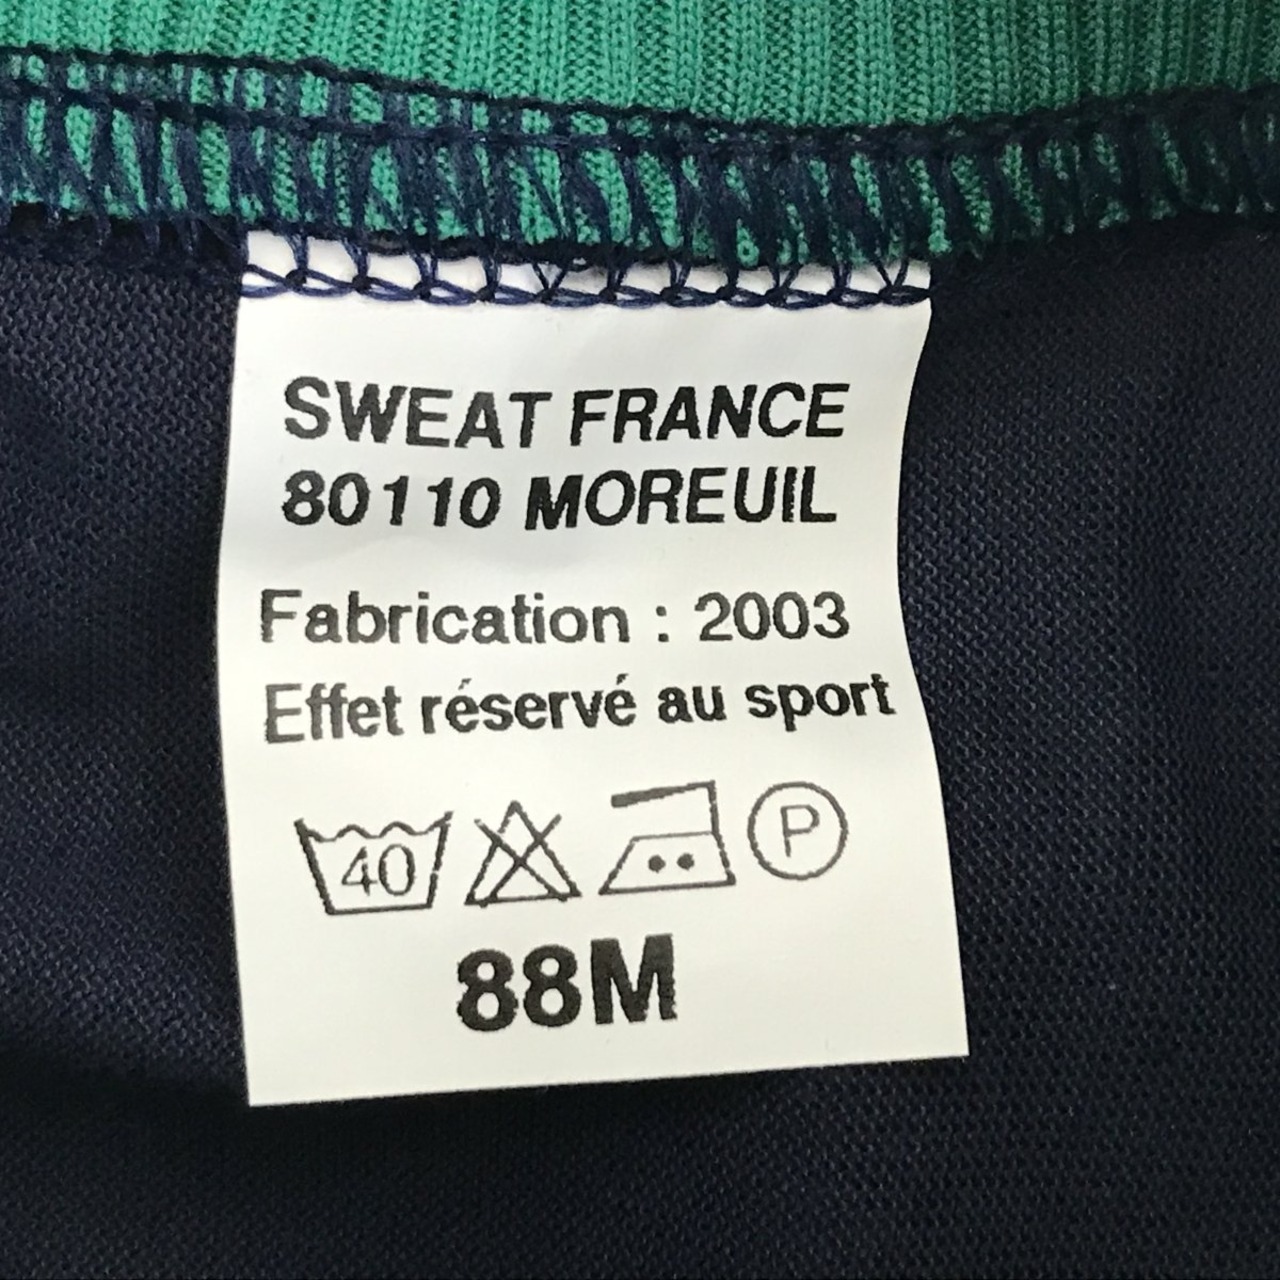 SWEAT FRANCE
80110 MOREUIL
Fabrication : 2003
Effet réservé au sport
40 P
88M